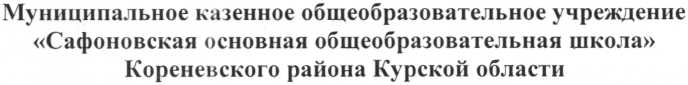 Муниципальное казенное общеобразовательное учреждение
«Сафоновская основная общеобразовательная школа»
Кореневского района Курской области